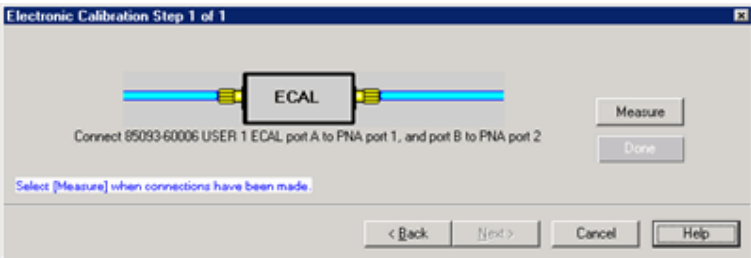 Electronic Calibration Step 1 of 1
ECAL
Measure
Connect 85093-60006 USER 1 ECAL port A to PNA port 1, and port B to PNA port 2
Done
Select [Measure] when connections have been made.
< Back
Next >
Cancel
Help